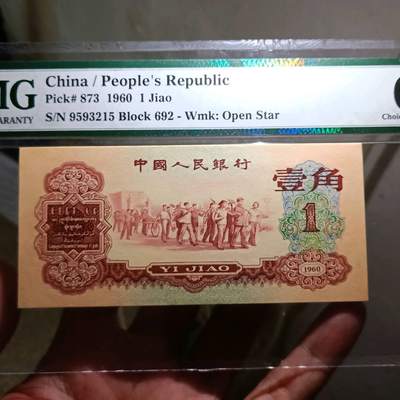 MG
ARANTY
China / People's Republic
Pick# 873 1960 1 Jiao
S/N 9593215 Block 692 - Wmk: Open Star
Choic
中國人民銀行
壹角
1
YI JIAO
1960